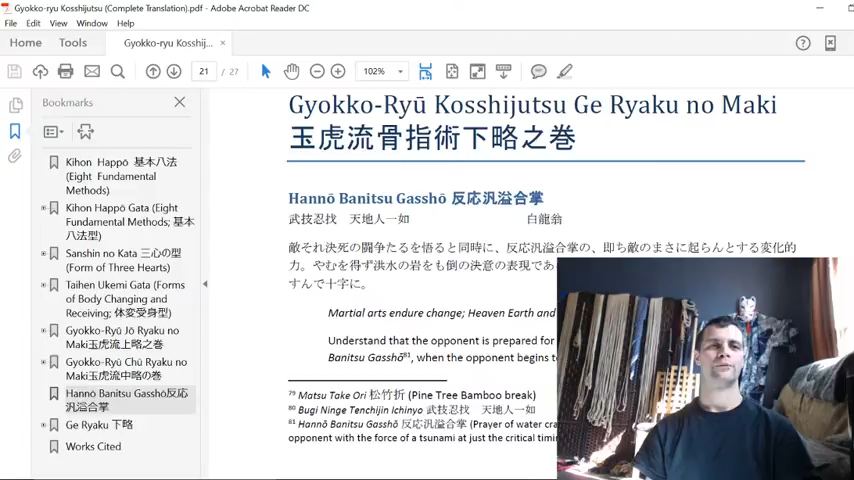 Gyokko-ryu Kosshijutsu (Complete Translation).pdf - Adobe Acrobat Reader DC
File Edit View Window Help
Home Tools Gyokko-ryu Kosshij... ×
21 / 27 102%
Bookmarks
Kihon Happō 基本八法
(Eight Fundamental
Methods)
Kihon Happō Gata (Eight
Fundamental Methods; 基本
八法型)
Sanshin no Kata 三心の型
(Form of Three Hearts)
Taihen Ukemi Gata (Forms
of Body Changing and
Receiving; 体変受身型)
Gyokko-Ryū Jō Ryaku no
Maki玉虎流上略之巻
Gyokko-Ryū Chū Ryaku no
Maki玉虎流中略の巻
Hannō Banitsu Gasshō反応
汎溢合掌
Ge Ryaku 下略
Works Cited
Gyokko-Ryū Kosshijutsu Ge Ryaku no Maki
玉虎流骨指術下略之巻
Hannō Banitsu Gasshō 反応汎溢合掌
武技忍找 天地人一如 白龍翁
敵それ決死の闘争たるを悟ると同時に、反応汎溢合掌の、即ち敵のまさに起らんとする変化的
力。やむを得ず洪水の岩をも倒の決意の表現であ
すんで十字に。
Martial arts endure change; Heaven Earth and
Understand that the opponent is prepared for
Banitsu Gasshō81, when the opponent begins to
79 Matsu Take Ori 松竹折 (Pine Tree Bamboo break)
80 Bugi Ninge Tenchijin Ichinyo 武技忍找 天地人一如
81 Hannō Banitsu Gasshō 反応汎溢合掌 (Prayer of water cra
opponent with the force of a tsunami at just the critical timin